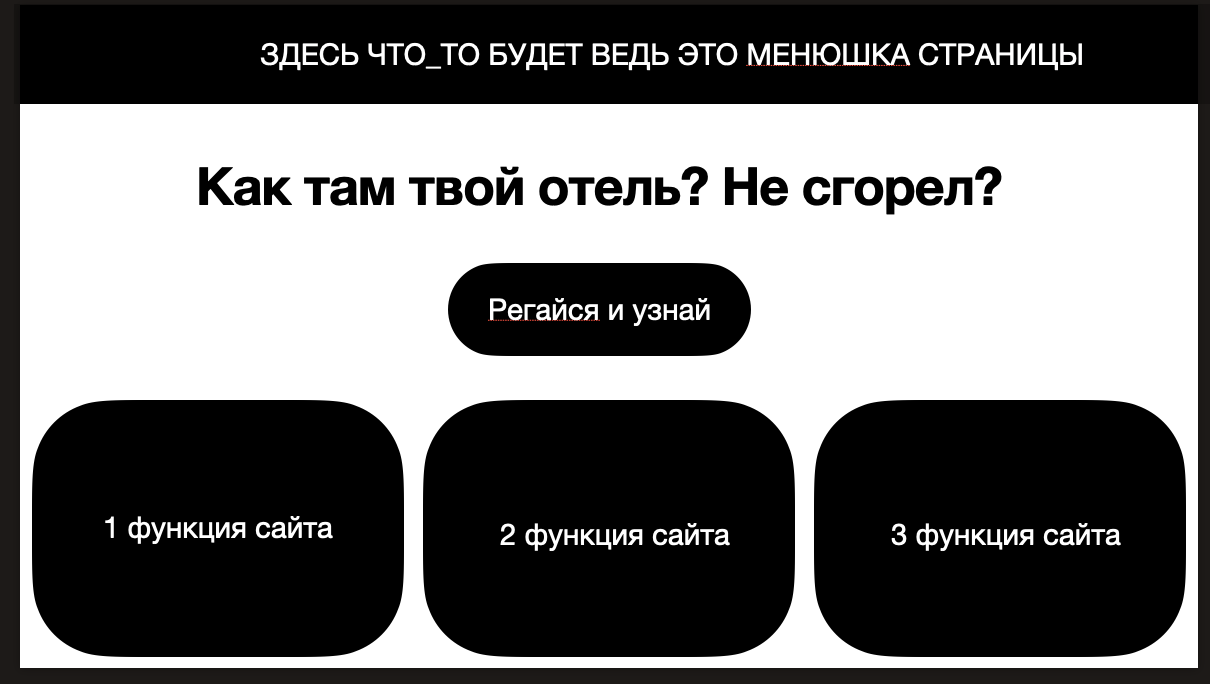 ЗДЕСЬ ЧТО_ТО БУДЕТ ВЕДЬ ЭТО МЕНЮШКА СТРАНИЦЫ
Как там твой отель? Не сгорел?
Регайся и узнай
1 функция сайта
2 функция сайта
3 функция сайта